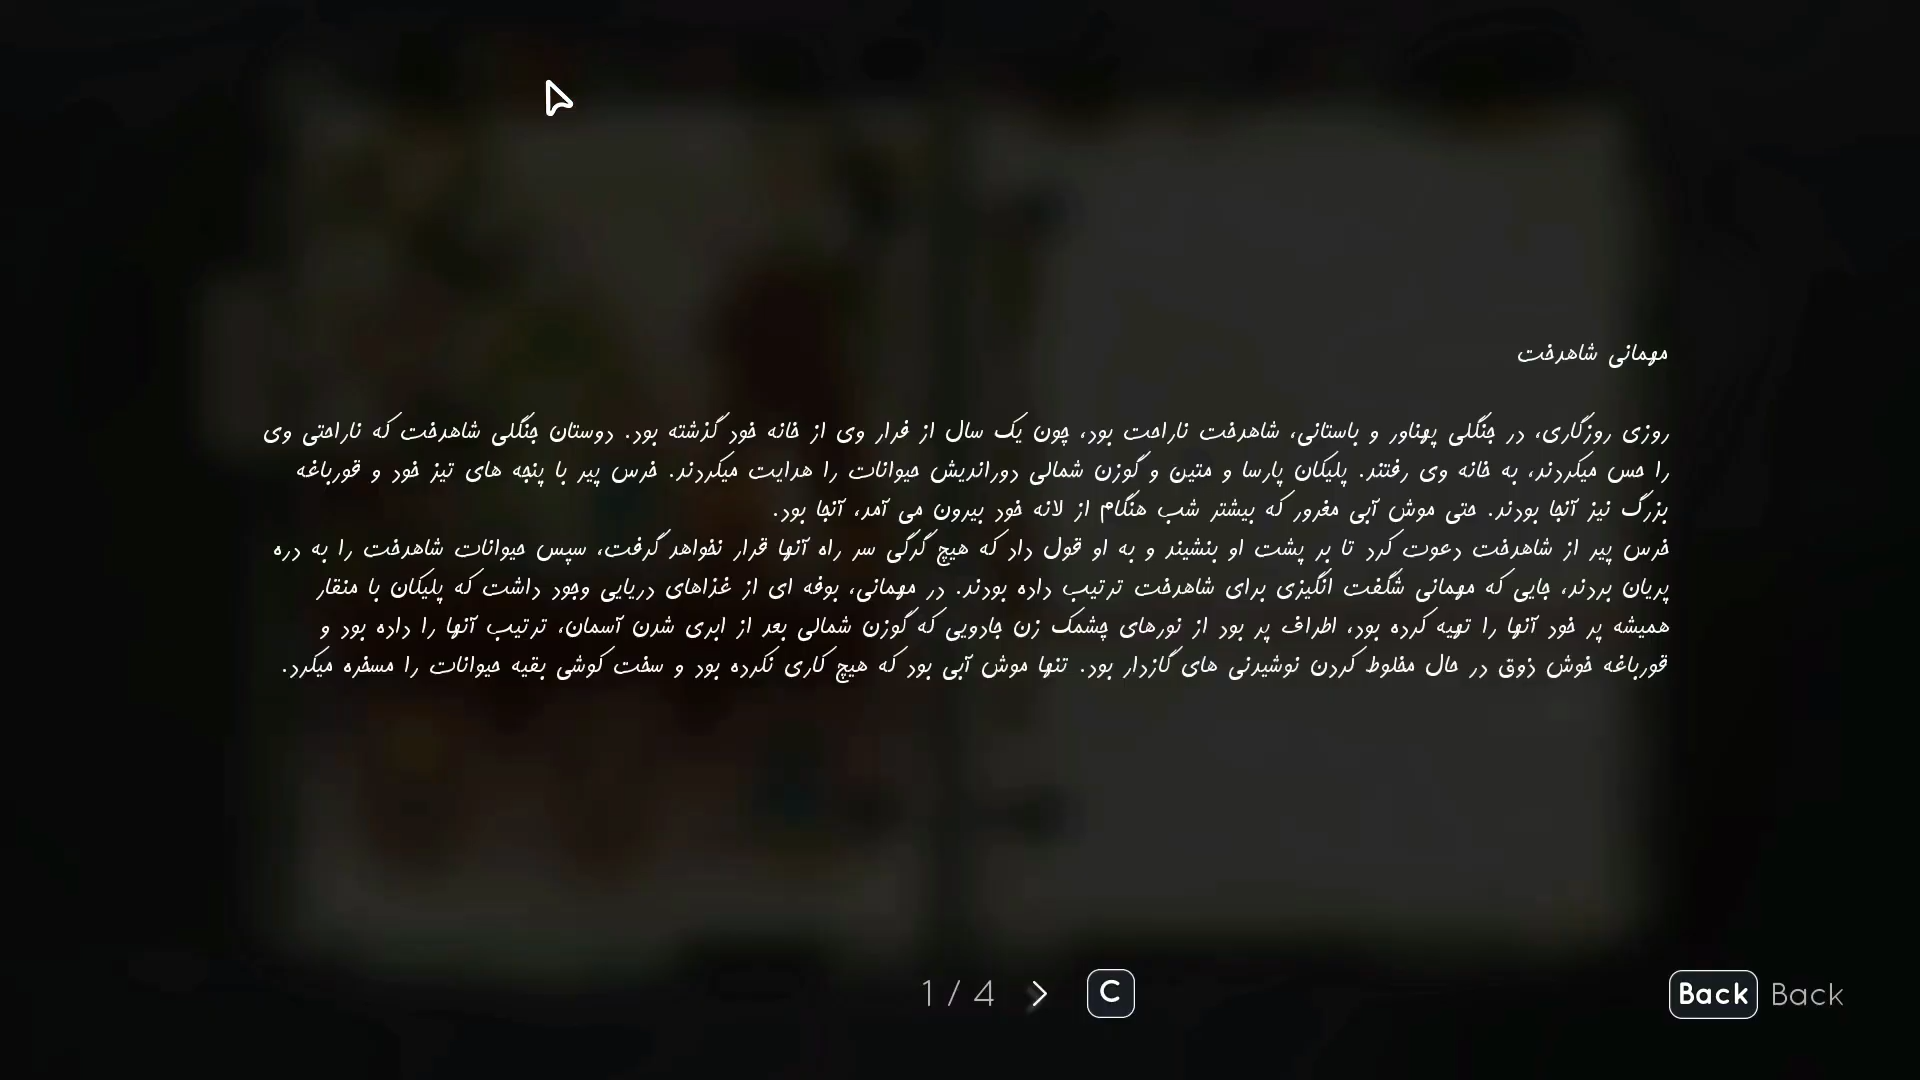 مهمانی شاهدخت
روزی روزگاری، در جنگلی پهناور و باستانی، شاهدخت ناراحت بود، چون یک سال از فرار وی از خانه خود گذشته بود. دوستان جنگلی شاهدخت که ناراحتی وی
را حس میکردند، به خانه وی رفتند. پلیکان پارسا و متین و گوزن شمالی دوراندیش حیوانات را هدایت میکردند. خرس پیر با پنجه های تیز خود و قورباغه
بزرگ نیز آنجا بودند. حتی موش آبی مغرور که بیشتر شب هنگام از لانه خود بیرون می آمد، آنجا بود.
خرس پیر از شاهدخت دعوت کرد تا بر پشت او بنشیند و به او قول داد که هیچ گرگی سر راه آنها قرار نخواهد گرفت، سپس حیوانات شاهدخت را به دره
پریان بردند، جایی که مهمانی شگفت انگیزی برای شاهدخت ترتیب داده بودند. در مهمانی، بوفه ای از غذاهای دریایی وجود داشت که پلیکان با منقار
همیشه پر خود آنها را تهیه کرده بود، اطراف پر بود از نورهای چشمک زن جادویی که گوزن شمالی بعد از ابری شدن آسمان، ترتیب آنها را داده بود و
قورباغه خوش ذوق در حال مخلوط کردن نوشیدنی های گازدار بود. تنها موش آبی بود که هیچ کاری نکرده بود و سخت کوشی بقیه حیوانات را مسخره میکرد.
1 / 4 > C
Back Back